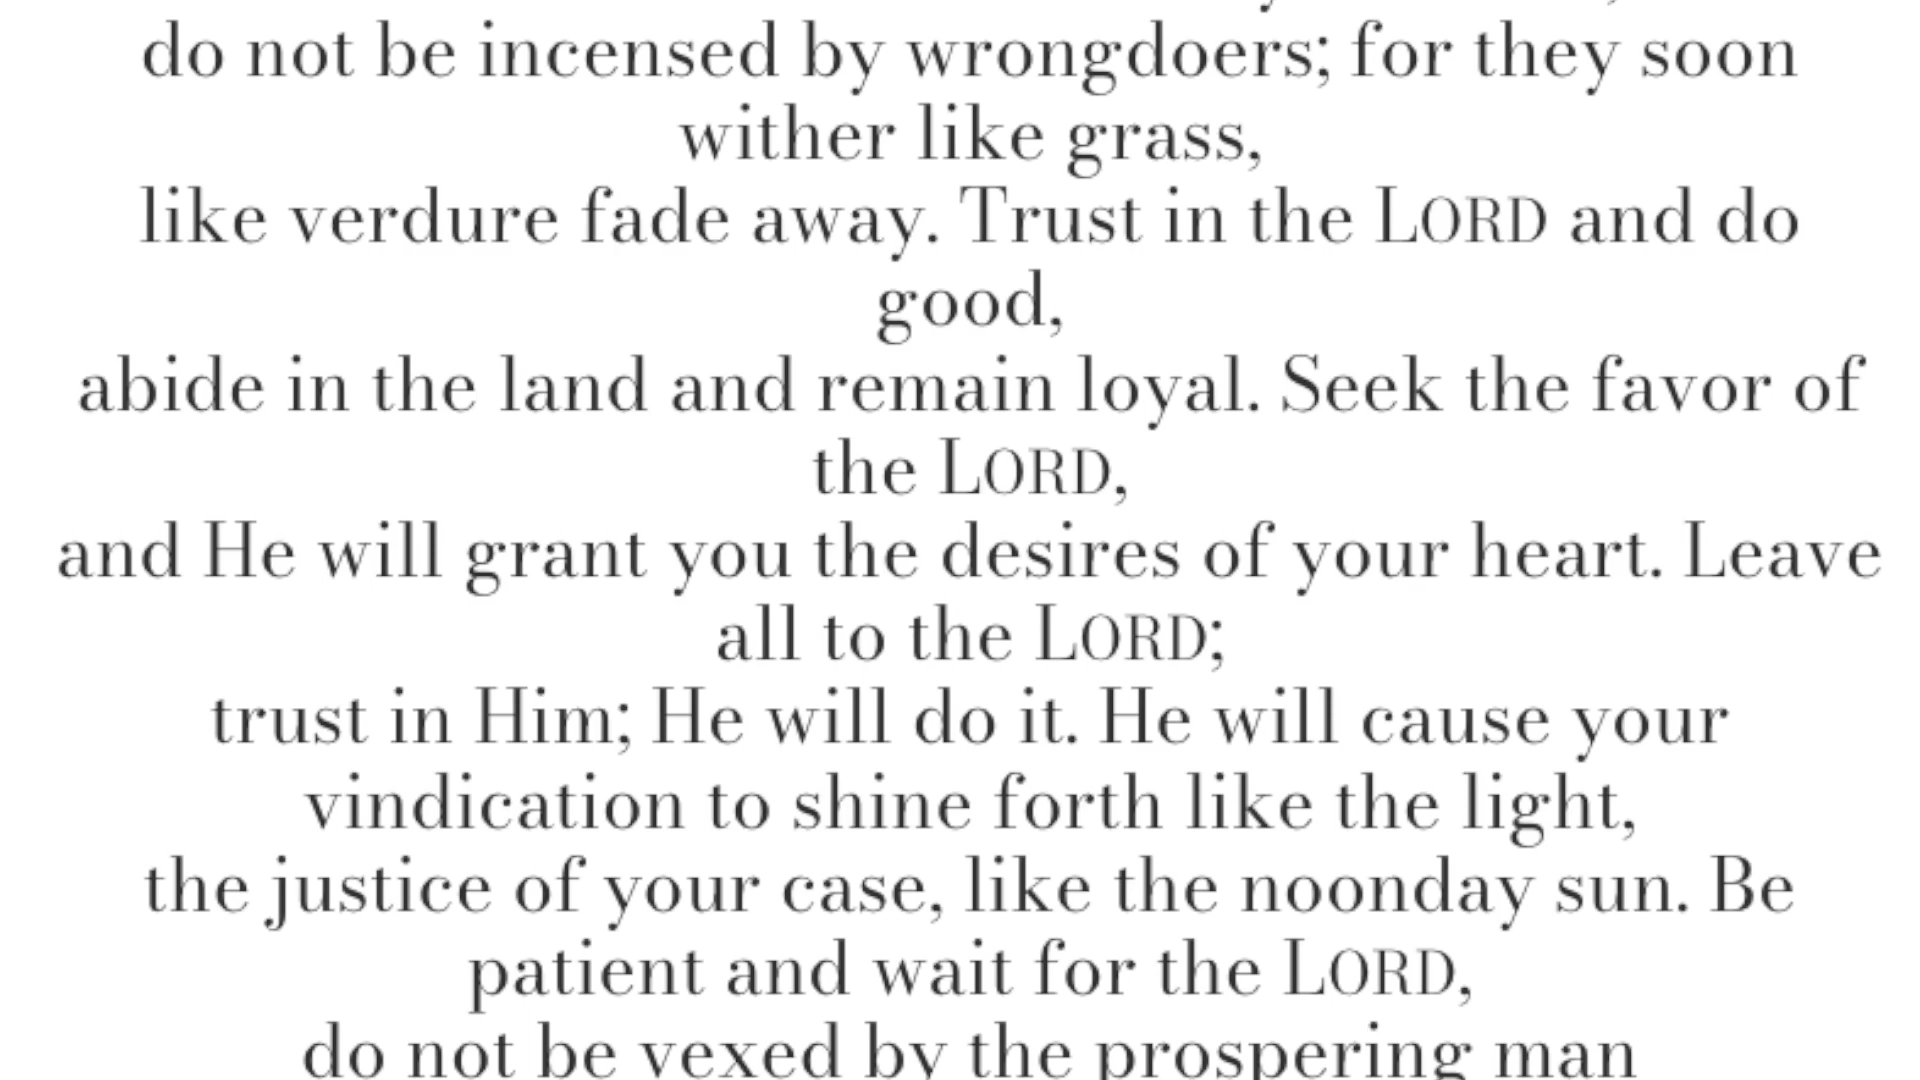 do not be incensed by wrongdoers; for they soon
wither like grass,
like verdure fade away. Trust in the LORD and do
good,
abide in the land and remain loyal. Seek the favor of
the LORD,
and He will grant you the desires of your heart. Leave
all to the LORD;
trust in Him; He will do it. He will cause your
vindication to shine forth like the light,
the justice of your case, like the noonday sun. Be
patient and wait for the LORD,
do not be vexed by the prospering man